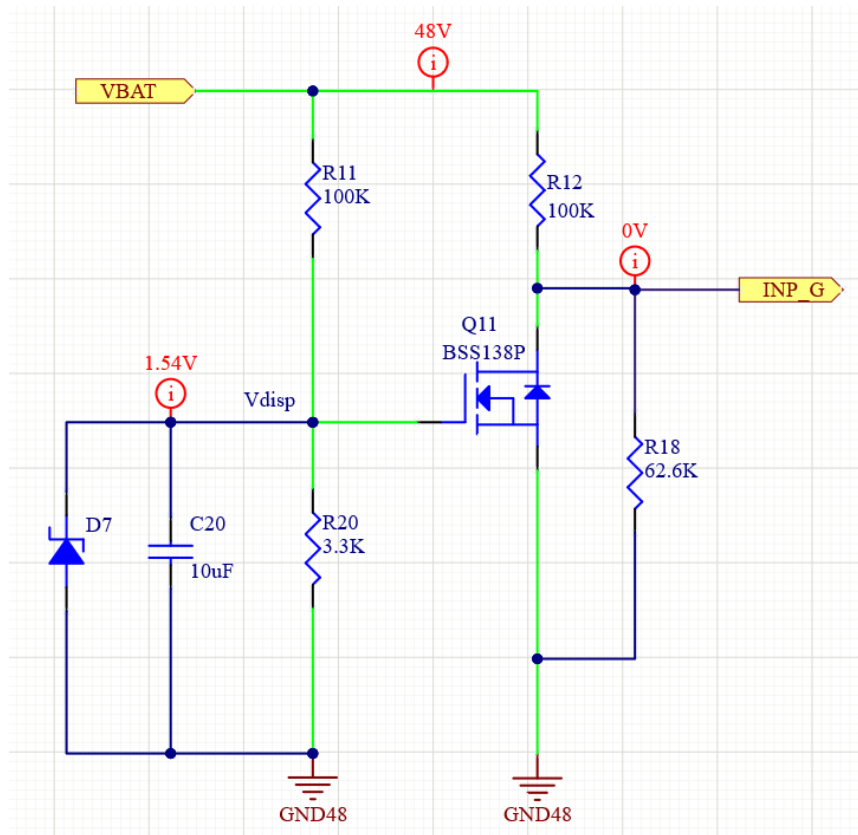 48V
VBAT
R11
100K
R12
100K
0V
INP_G
Q11
BSS138P
1.54V
Vdisp
R18
62.6K
D7
C20
10uF
R20
3.3K
GND48
GND48